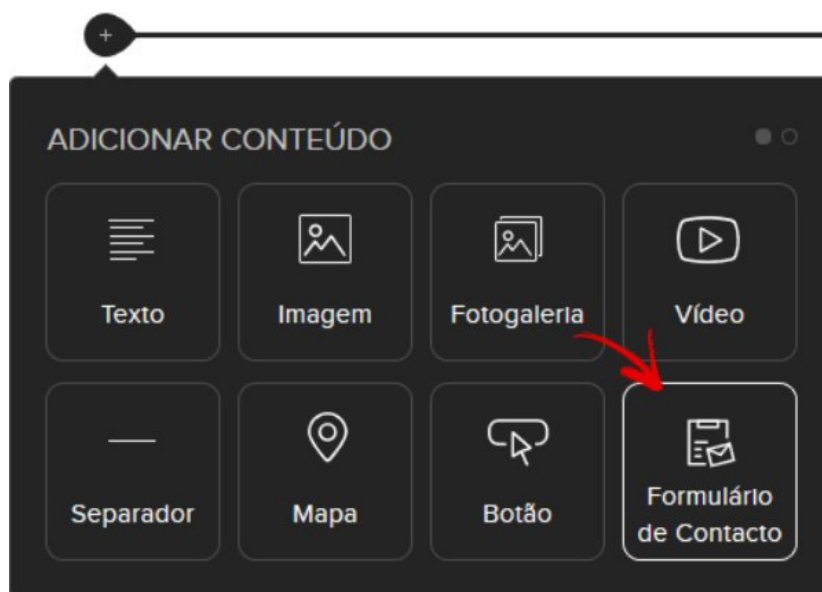 ADICIONAR CONTEÚDO
Texto
Imagem
Fotogaleria
Vídeo
Separador
Mapa
Botão
Formulário
de Contacto